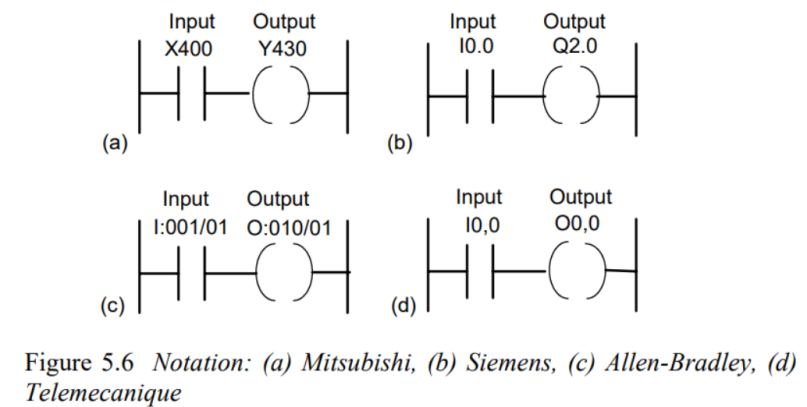 Input Output
X400 Y430
(a)
Input Output
I0.0 Q2.0
(b)
Input Output
I:001/01 O:010/01
(c)
Input Output
I0,0 O0,0
(d)
Figure 5.6 Notation: (a) Mitsubishi, (b) Siemens, (c) Allen-Bradley, (d)
Telemecanique